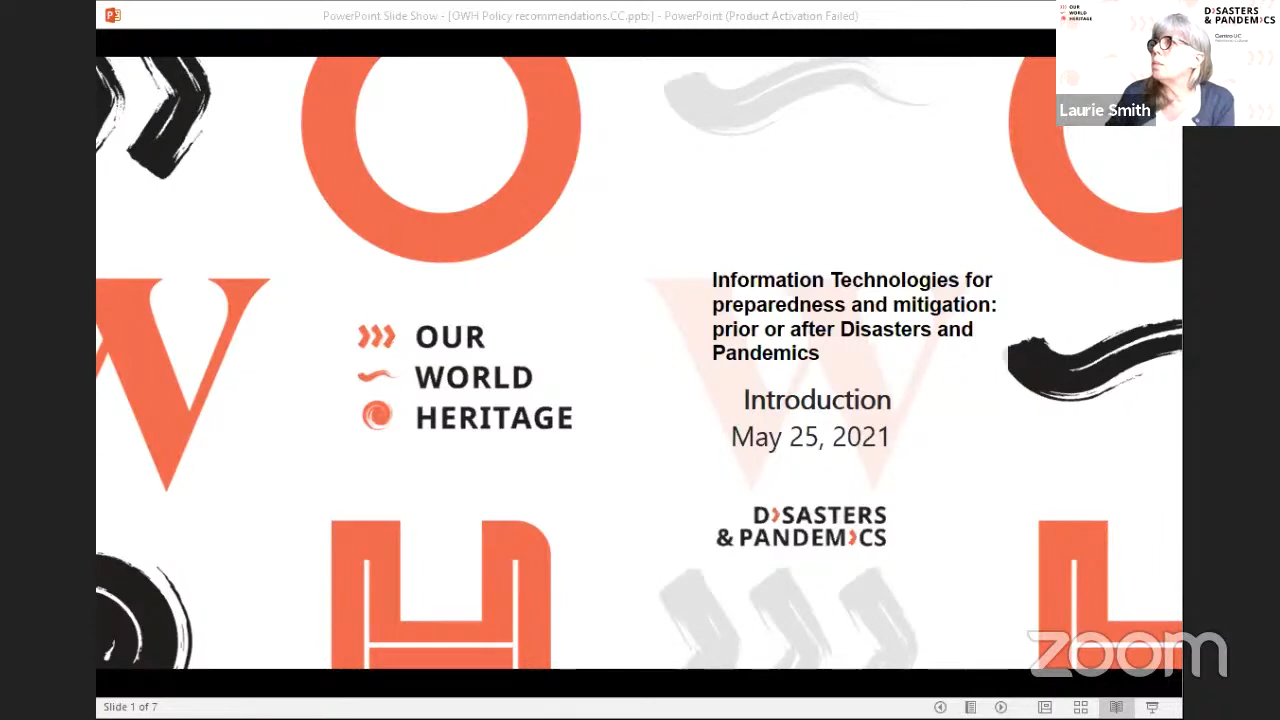 PowerPoint Slide Show - [OWH Policy recommendations.CC.pptx] - PowerPoint (Product Activation Failed)
OUR
WORLD
HERITAGE
DISASTERS
& PANDEMICS
Laurie Smith
Information Technologies for
preparedness and mitigation:
prior or after Disasters and
Pandemics
Introduction
May 25, 2021
OUR
WORLD
HERITAGE
DISASTERS
& PANDEMICS
zoom
Slide 1 of 7